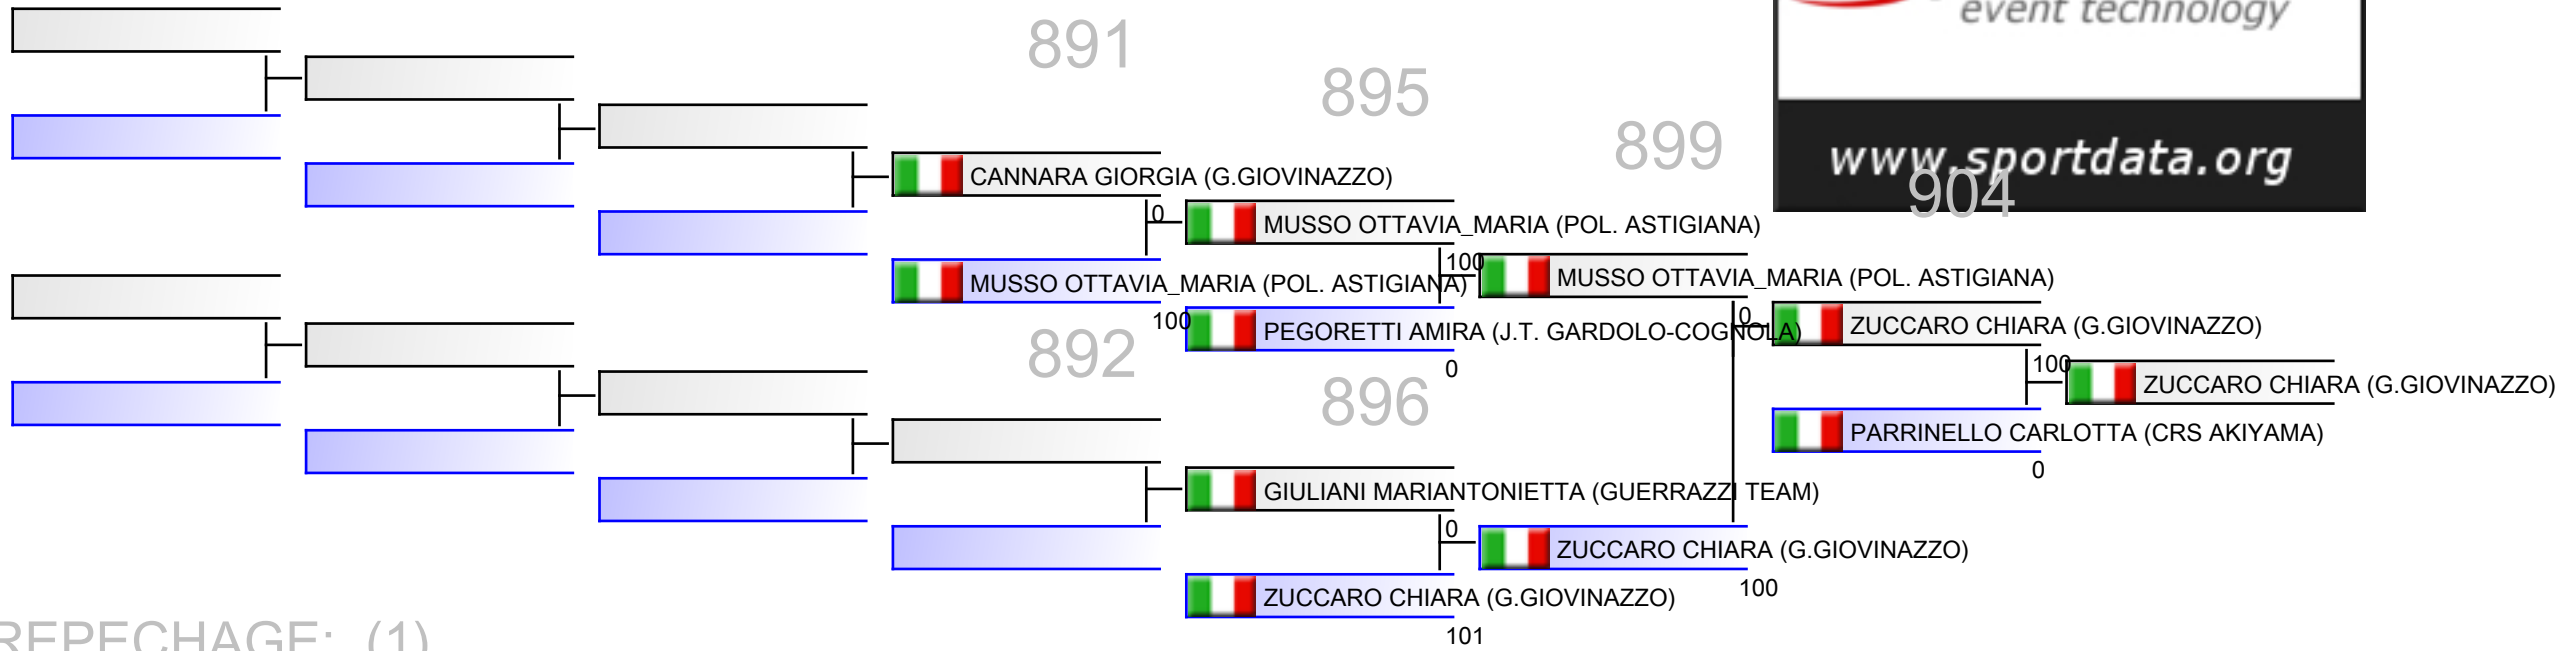 event technology
891
895
899
www.sportdata.org
904
CANNARA GIORGIA (G.GIOVINAZZO)
0
MUSSO OTTAVIA_MARIA (POL. ASTIGIANA)
100
MUSSO OTTAVIA_MARIA (POL. ASTIGIANA)
MUSSO OTTAVIA_MARIA (POL. ASTIGIANA)
100
0
PEGORETTI AMIRA (J.T. GARDOLO-COGNOLA)
ZUCCARO CHIARA (G.GIOVINAZZO)
892
0
100
896
ZUCCARO CHIARA (G.GIOVINAZZO)
PARRINELLO CARLOTTA (CRS AKIYAMA)
0
GIULIANI MARIANTONIETTA (GUERRAZZI TEAM)
0
ZUCCARO CHIARA (G.GIOVINAZZO)
100
ZUCCARO CHIARA (G.GIOVINAZZO)
101
REPECHAGE: (1)